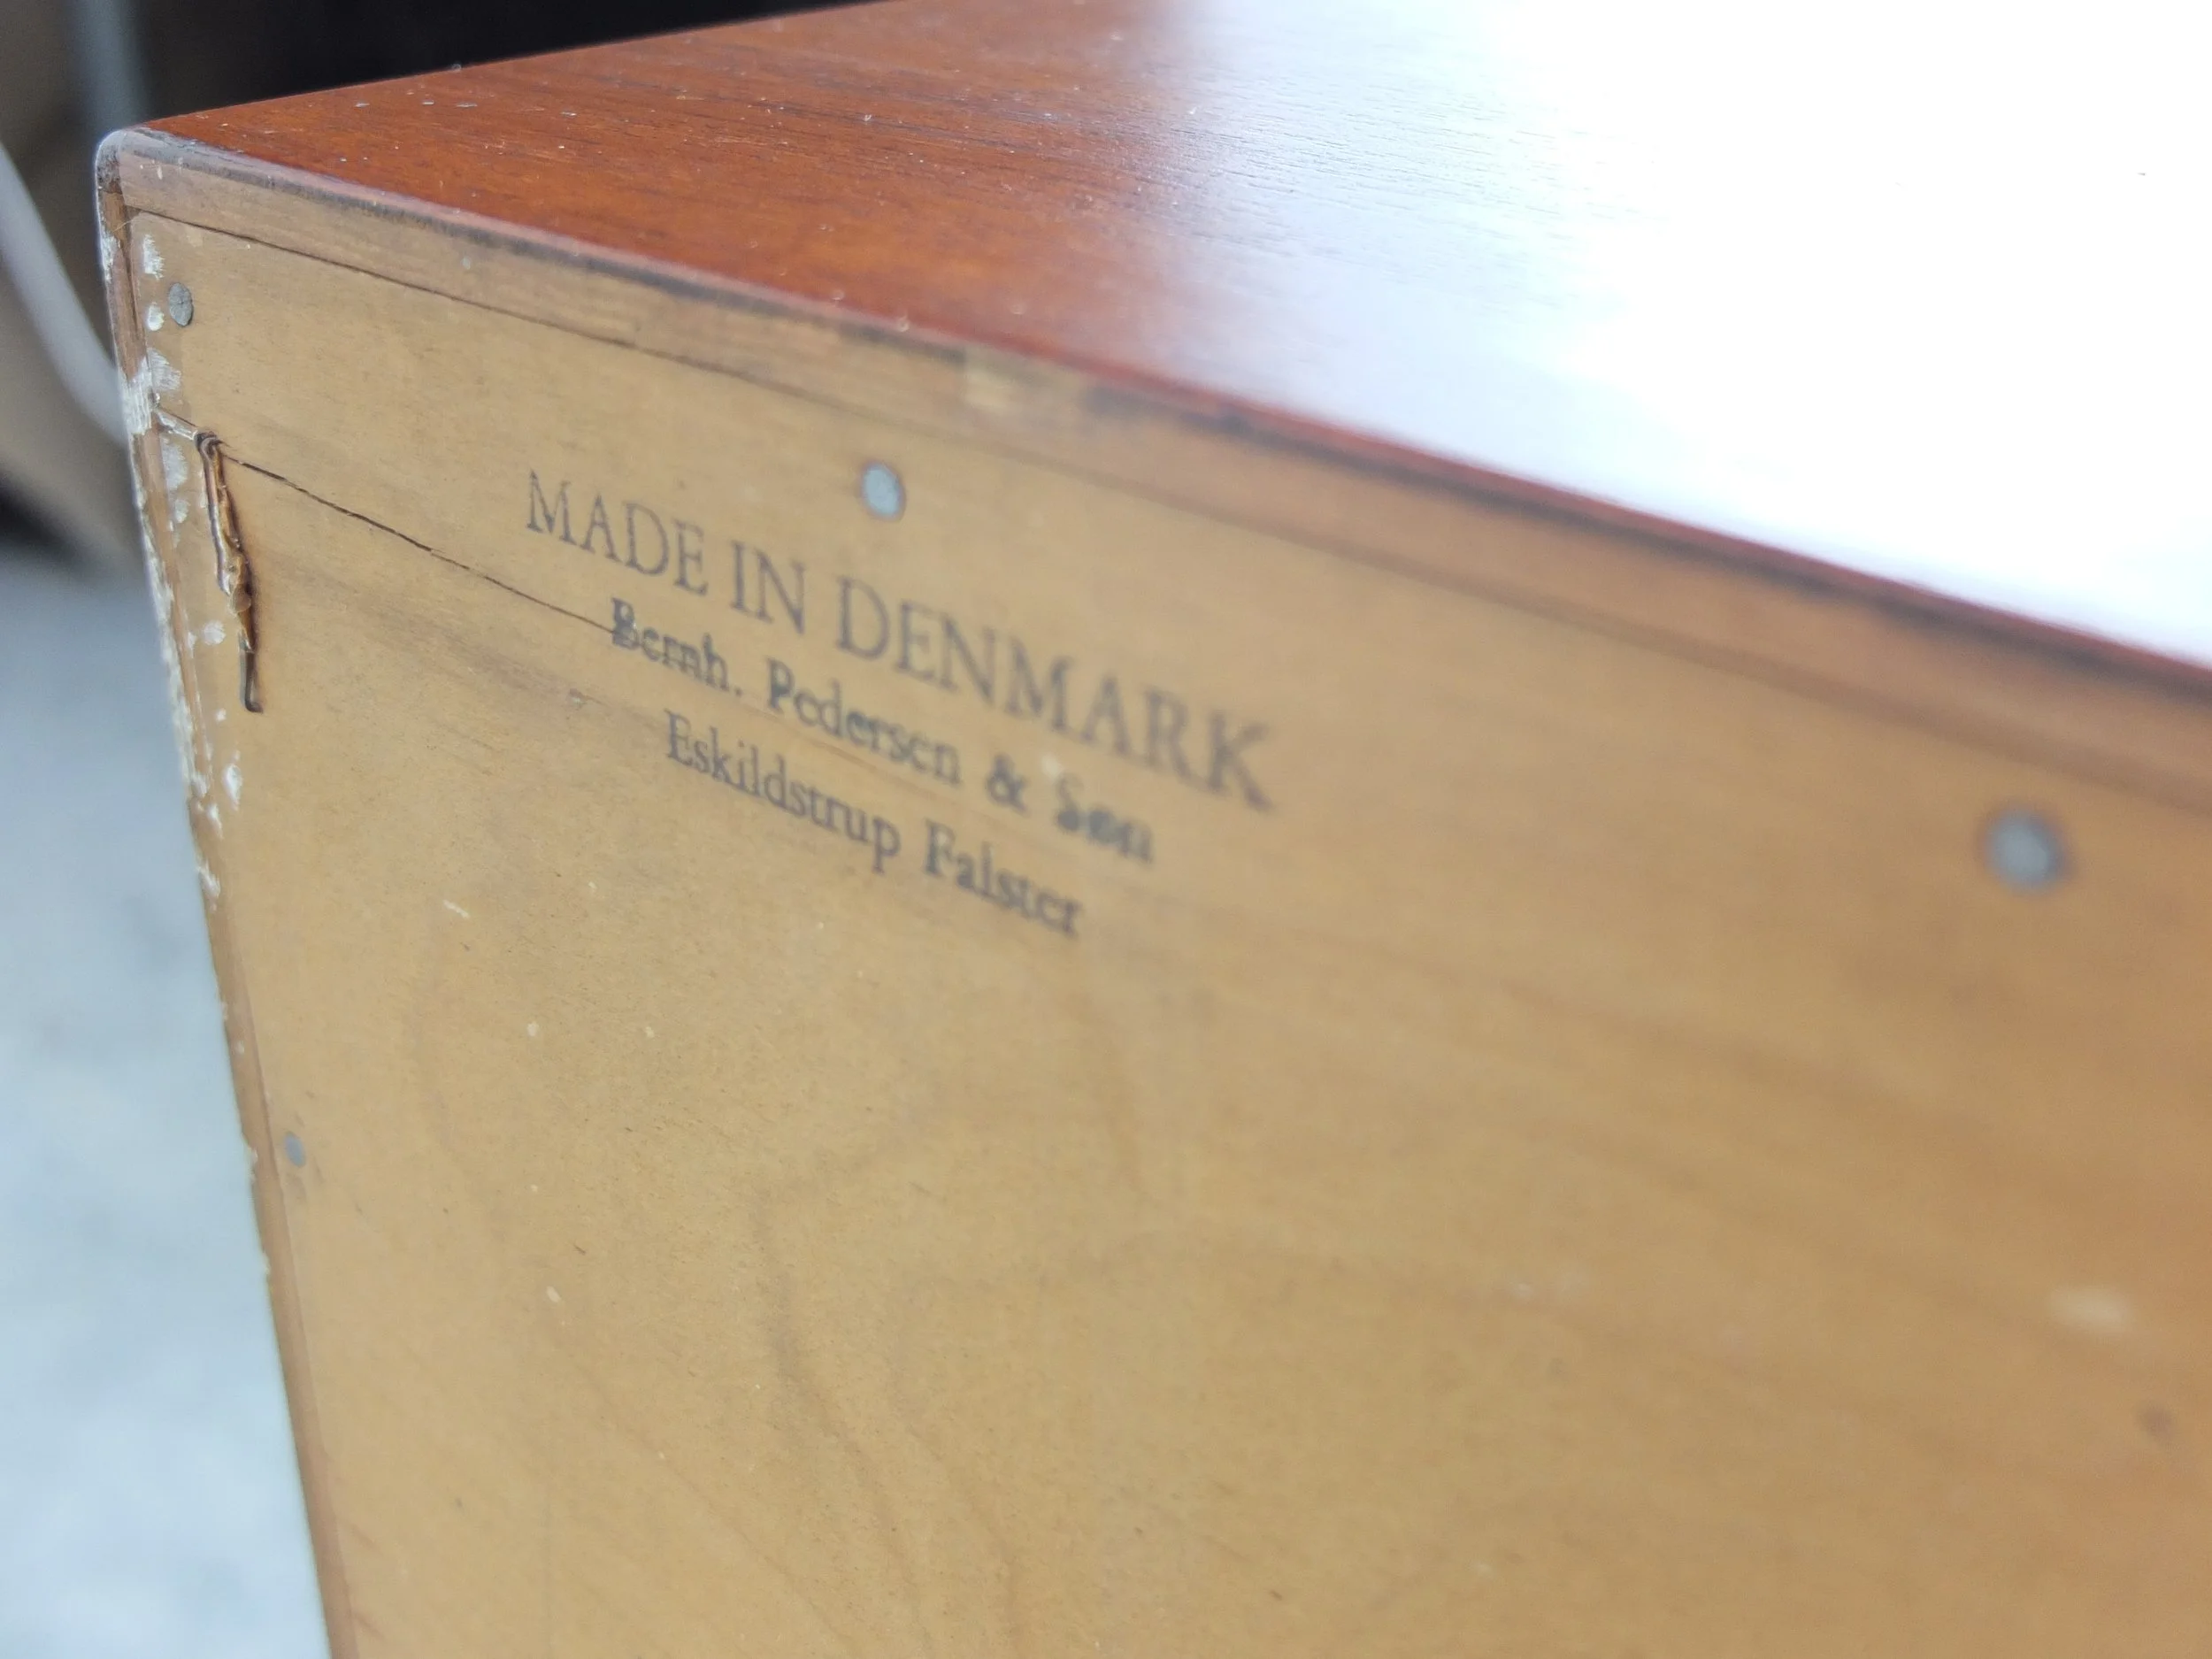 MADE IN DENMARK
Bernh. Pedersen & Søn
Eskildstrup Falster